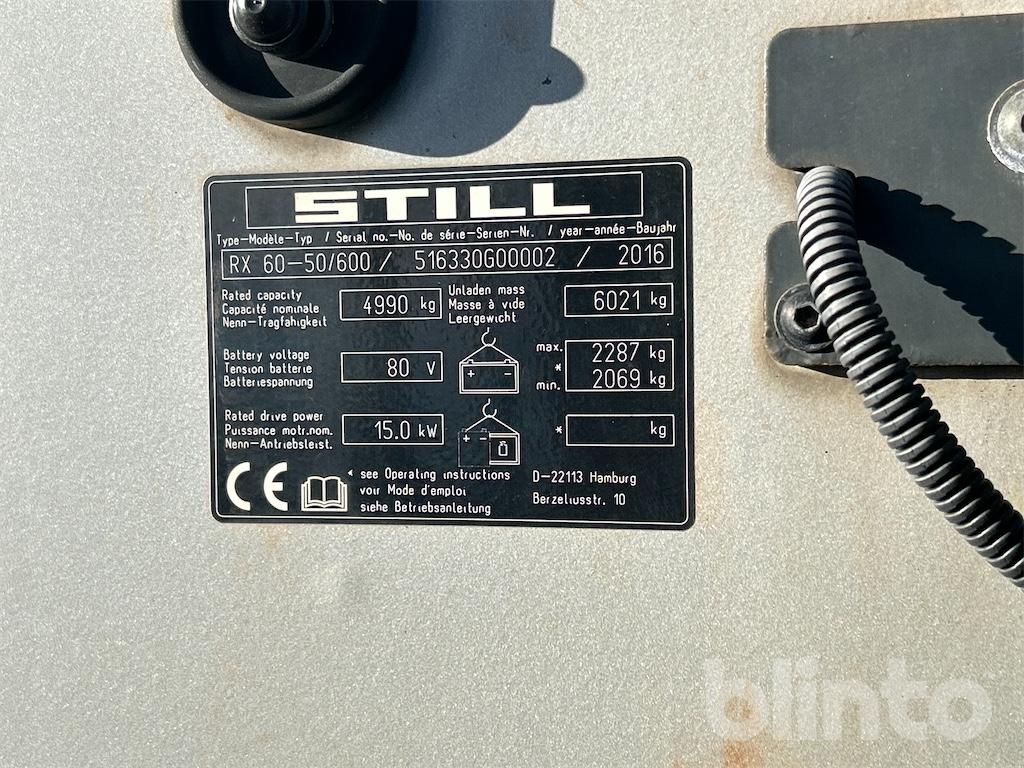 STILL
Type-Modèle-Typ / Serial no.-No. de série-Serien-Nr. / year-année-Baujahr
RX 60-50/600 / 516330G00002 / 2016
Rated capacity
Capacité nominale
Nenn-Tragfähigkeit
4990 kg
Unladen mass
Masse à vide
Leergewicht
6021 kg
Battery voltage
Tension batterie
Batteriespannung
80 V
+ -
max. 2287 kg
*
min. 2069 kg
Rated drive power
Puissance motr.nom.
Nenn-Antriebsleist.
15.0 kW
+ -
* kg
CE
* see Operating instructions
voir Mode d'emploi
siehe Betriebsanleitung
D-22113 Hamburg
Berzeliusstr. 10
blinto